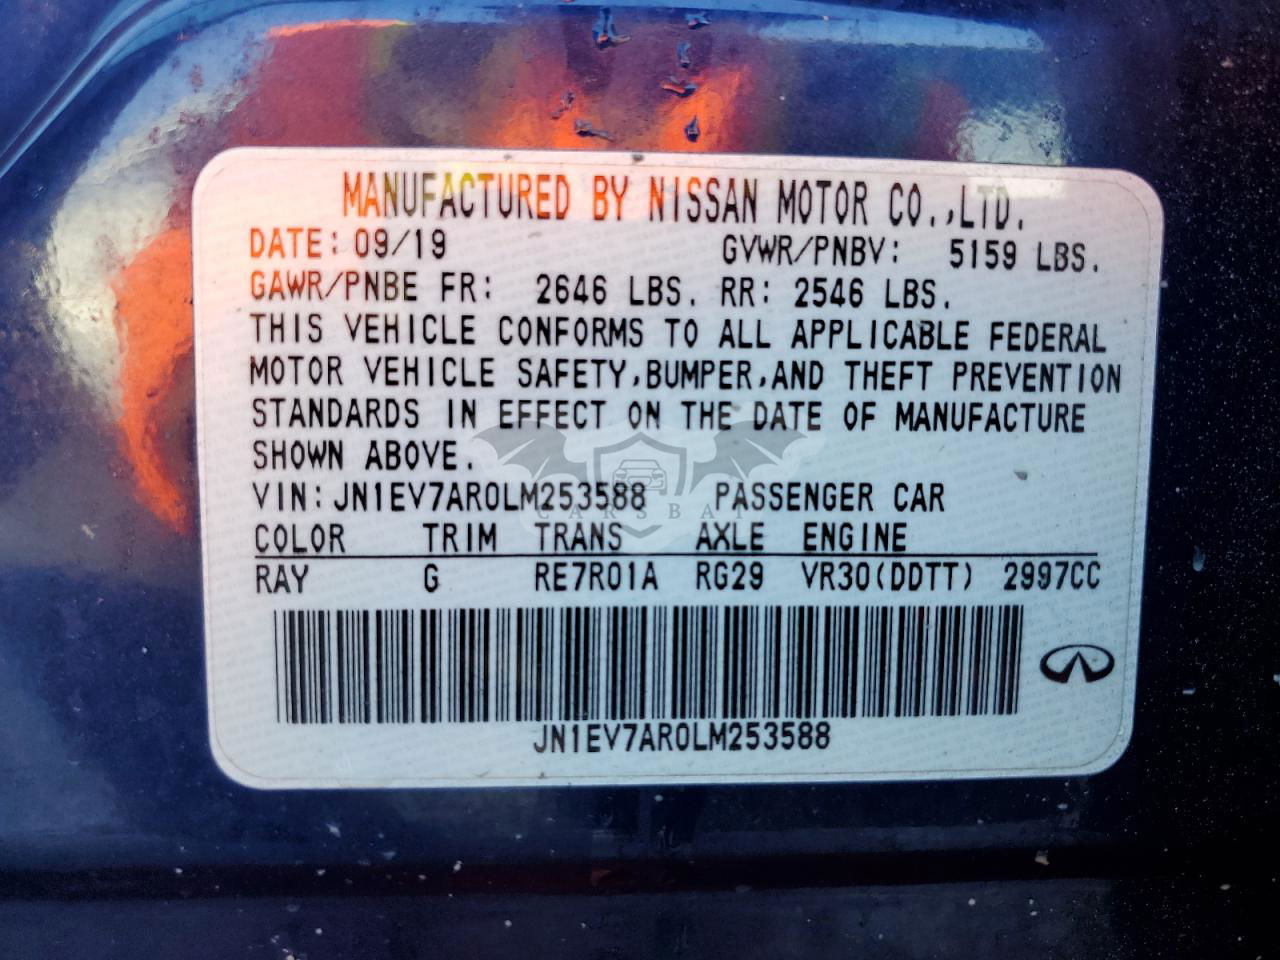 MANUFACTURED BY NISSAN MOTOR CO.,LTD.
DATE: 09/19 GVWR/PNBV: 5159 LBS.
GAWR/PNBE FR: 2646 LBS. RR: 2546 LBS.
THIS VEHICLE CONFORMS TO ALL APPLICABLE FEDERAL
MOTOR VEHICLE SAFETY,BUMPER,AND THEFT PREVENTION
STANDARDS IN EFFECT ON THE DATE OF MANUFACTURE
SHOWN ABOVE.
VIN:JN1EV7AR0LM253588 PASSENGER CAR
CARSBAT
COLOR TRIM TRANS AXLE ENGINE
RAY G RE7R01A RG29 VR30(DDTT) 2997CC
JN1EV7AR0LM253588